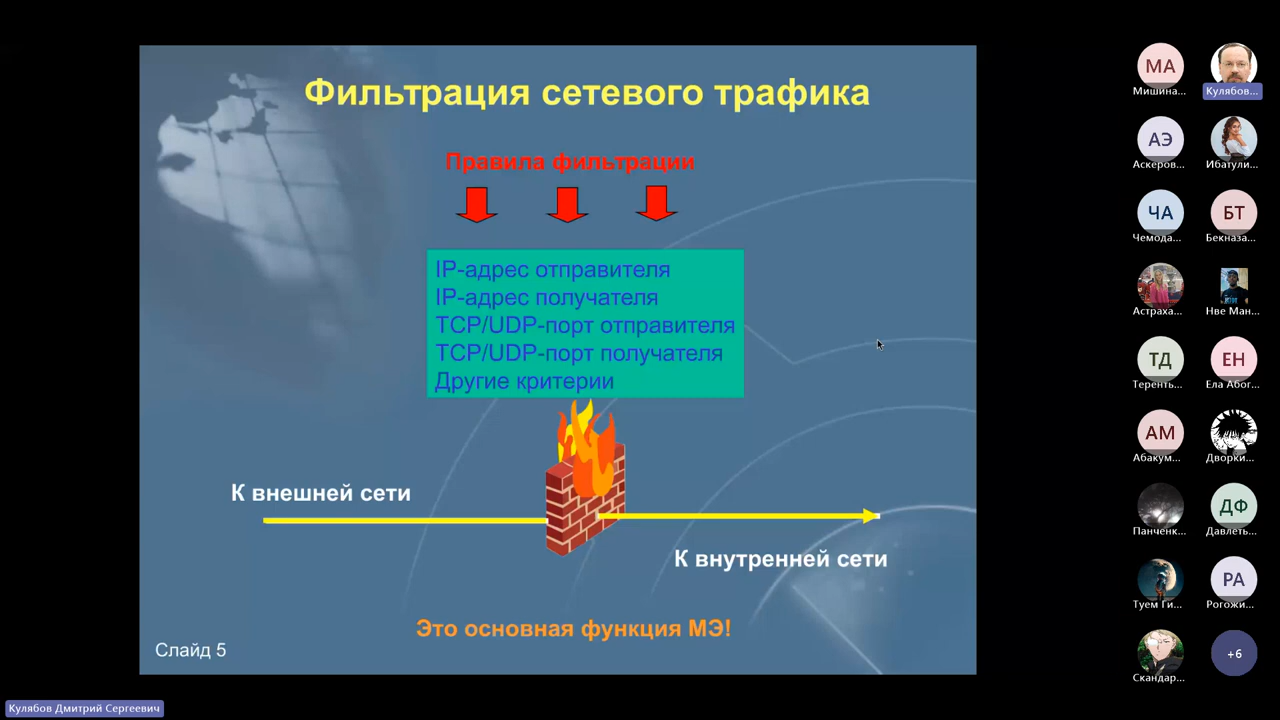 Фильтрация сетевого трафика
Правила фильтрации
IP-адрес отправителя
IP-адрес получателя
TCP/UDP-порт отправителя
TCP/UDP-порт получателя
Другие критерии
К внешней сети
К внутренней сети
Это основная функция МЭ!
Слайд 5
МА
Мишина...
Кулябов...
АЭ
Аскеров...
Ибатули...
ЧА
Чемода...
БТ
Бекназа...
Астраха...
Нве Ман...
ТД
Теренть...
ЕН
Ела Абог...
АМ
Абакум...
Дворки...
Панченк...
ДФ
Давлеть...
Туем Ги...
РА
Рогожи...
Скандар...
+6
Кулябов Дмитрий Сергеевич